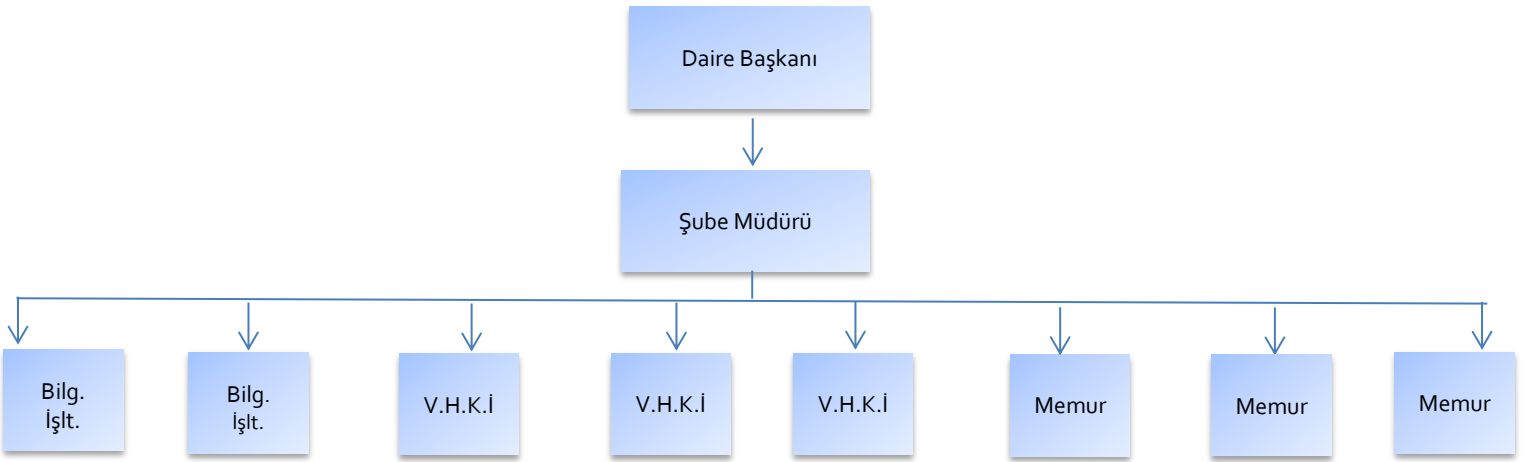 Daire Başkanı
Şube Müdürü
Bilg.
İşlt.
Bilg.
İşlt.
V.H.K.İ
V.H.K.İ
V.H.K.İ
Memur
Memur
Memur